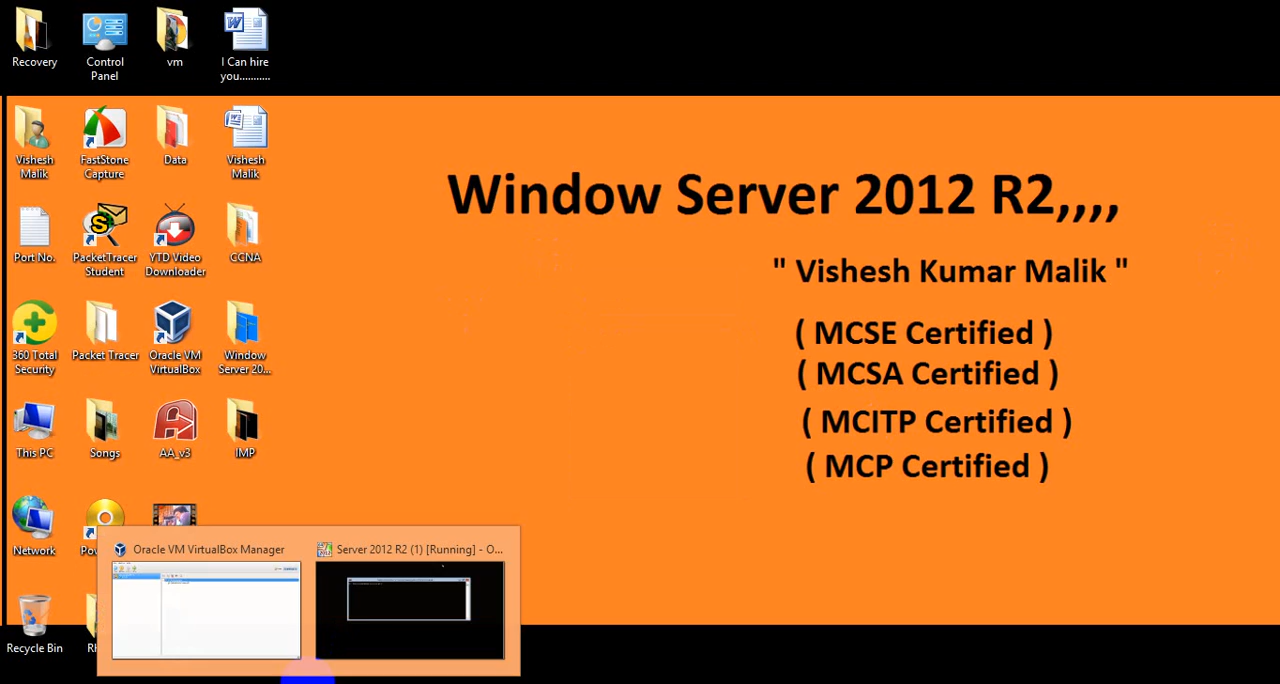 Recovery
Control
Panel
vm
I Can hire
you...........
Vishesh
Malik
FastStone
Capture
Data
Vishesh
Malik
Port No.
PacketTracer
Student
YTD Video
Downloader
CCNA
360 Total
Security
Packet Tracer
Oracle VM
VirtualBox
Window
Server 20...
This PC
Songs
AA_v3
IMP
Network
Recycle Bin
Window Server 2012 R2,,,,
" Vishesh Kumar Malik "
( MCSE Certified )
( MCSA Certified )
( MCITP Certified )
( MCP Certified )
Oracle VM VirtualBox Manager
Server 2012 R2 (1) [Running] - O...